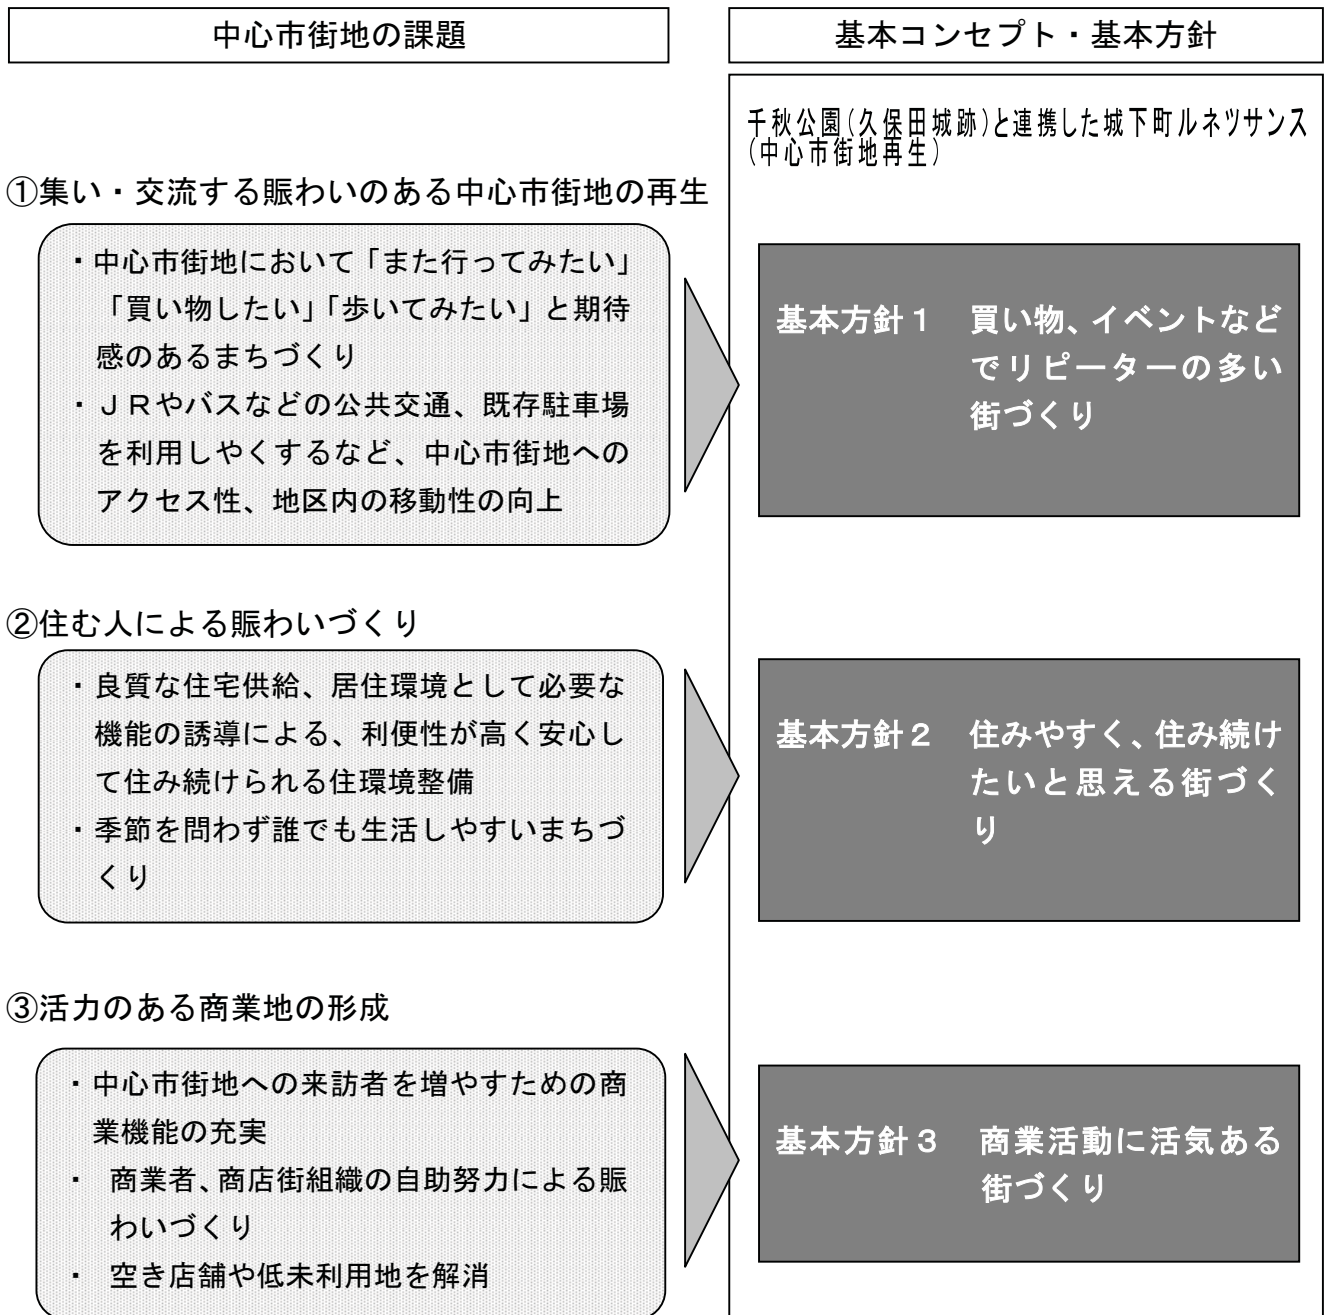 中心市街地の課題
基本コンセプト・基本方針
千秋公園(久保田城跡)と連携した城下町ルネツサンス
(中心市街地再生)
①集い・交流する賑わいのある中心市街地の再生
・中心市街地において「また行ってみたい」
「買い物したい」「歩いてみたい」と期待
感のあるまちづくり
・ＪＲやバスなどの公共交通、既存駐車場
を利用しやすくするなど、中心市街地への
アクセス性、地区内の移動性の向上
基本方針１　買い物、イベントなど
でリピーターの多い
街づくり
②住む人による賑わいづくり
・良質な住宅供給、居住環境として必要な
機能の誘導による、利便性が高く安心し
て住み続けられる住環境整備
・季節を問わず誰でも生活しやすいまちづ
くり
基本方針２　住みやすく、住み続け
たいと思える街づく
り
③活力のある商業地の形成
・中心市街地への来訪者を増やすための商
業機能の充実
・ 商業者、商店街組織の自助努力による賑
わいづくり
・ 空き店舗や低未利用地を解消
基本方針３　商業活動に活気ある
街づくり